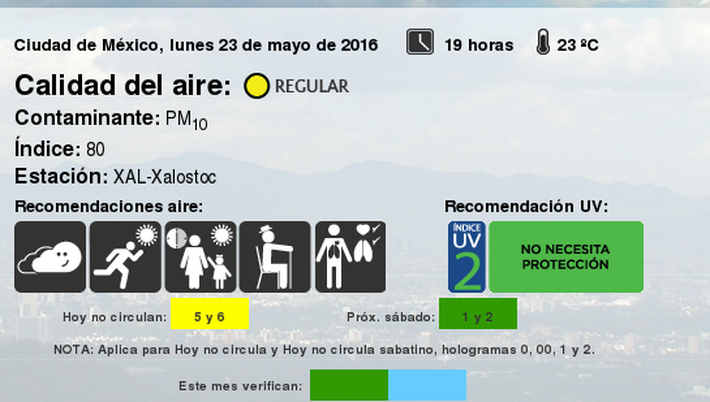 Ciudad de México, lunes 23 de mayo de 2016 19 horas 23 ºC
Calidad del aire: REGULAR
Contaminante: PM10
Índice: 80
Estación: XAL-Xalostoc
Recomendaciones aire: Recomendación UV:
ÍNDICE
UV
2
NO NECESITA
PROTECCIÓN
Hoy no circulan: 5 y 6 Próx. sábado: 1 y 2
NOTA: Aplica para Hoy no circula y Hoy no circula sabatino, hologramas 0, 00, 1 y 2.
Este mes verifican: